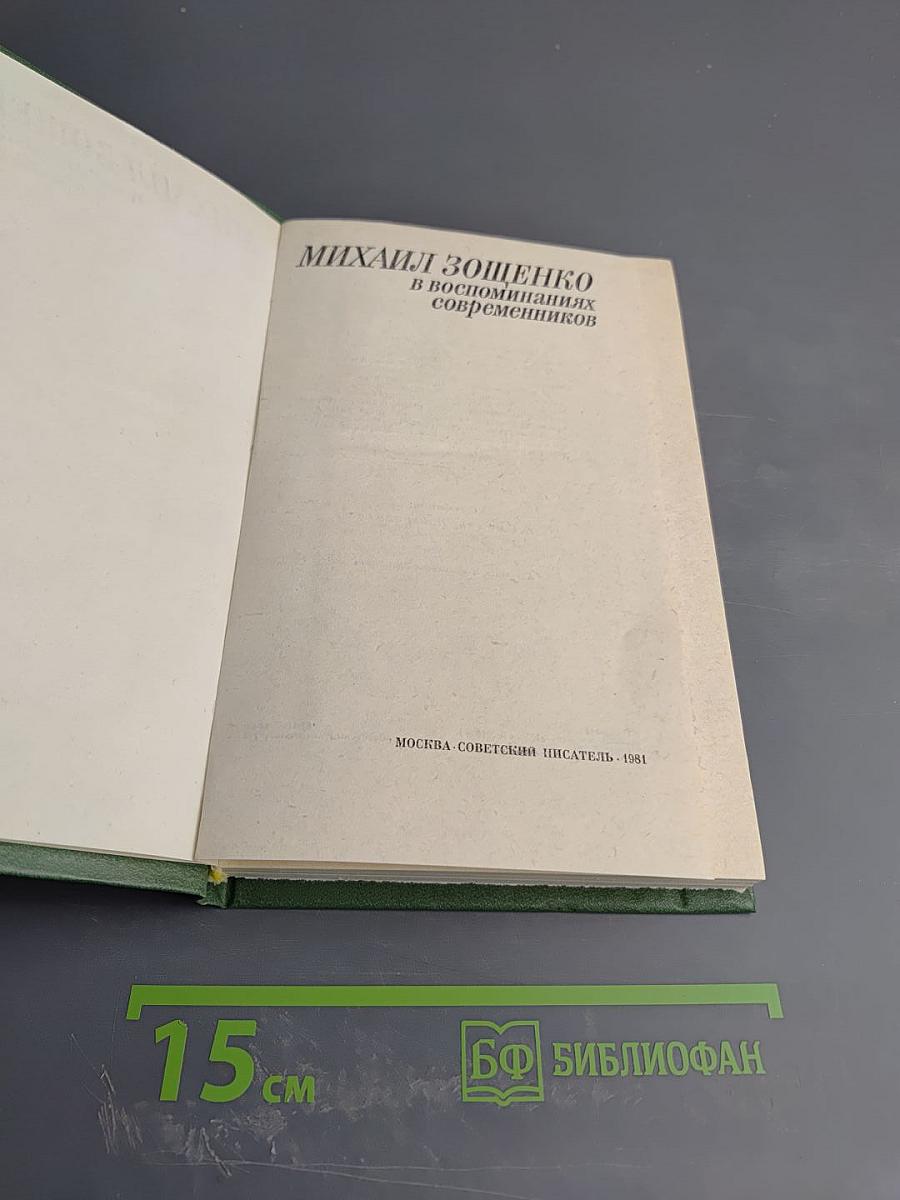 МИХАИЛ ЗОЩЕНКО
в воспоминаниях
современников
МОСКВА · СОВЕТСКИЙ ПИСАТЕЛЬ · 1981
15 см
БФ БИБЛИОФАН